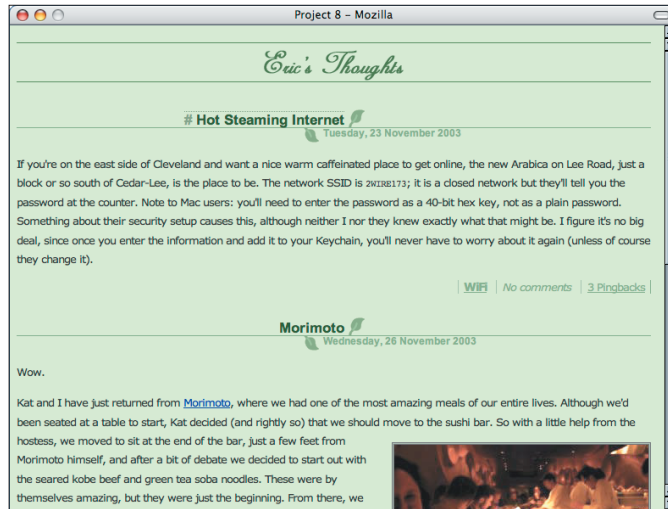 Project 8 – Mozilla
Eric's Thoughts
# Hot Steaming Internet
Tuesday, 23 November 2003
If you're on the east side of Cleveland and want a nice warm caffeinated place to get online, the new Arabica on Lee Road, just a
block or so south of Cedar-Lee, is the place to be. The network SSID is 2WIRE173; it is a closed network but they'll tell you the
password at the counter. Note to Mac users: you'll need to enter the password as a 40-bit hex key, not as a plain password.
Something about their security setup causes this, although neither I nor they knew exactly what that might be. I figure it's no big
deal, since once you enter the information and add it to your Keychain, you'll never have to worry about it again (unless of course
they change it).
WiFi | No comments | 3 Pingbacks
Morimoto
Wednesday, 26 November 2003
Wow.
Kat and I have just returned from Morimoto, where we had one of the most amazing meals of our entire lives. Although we'd
been seated at a table to start, Kat decided (and rightly so) that we should move to the sushi bar. So with a little help from the
hostess, we moved to sit at the end of the bar, just a few feet from
Morimoto himself, and after a bit of debate we decided to start out with
the seared kobe beef and green tea soba noodles. These were by
themselves amazing, but they were just the beginning. From there, we